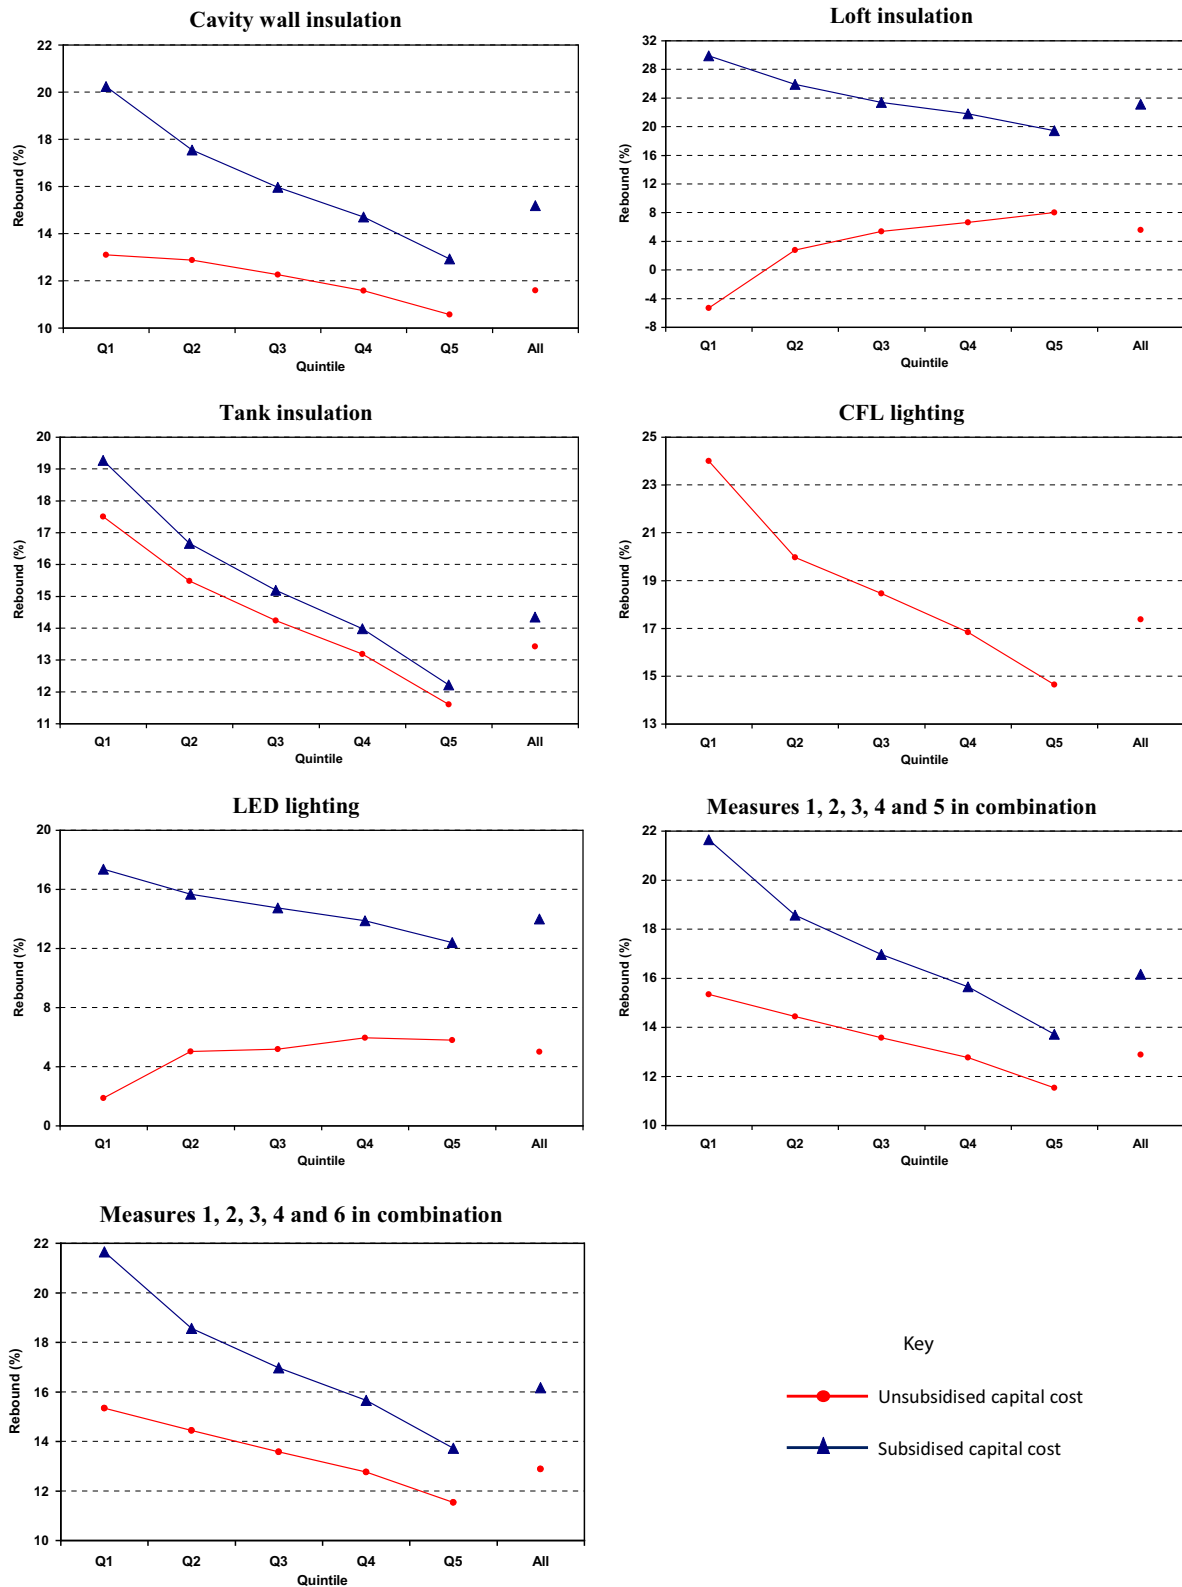 Cavity wall insulation
22
20
18
16
14
12
10
Rebound (%)
Q1 Q2 Q3 Q4 Q5 All
Quintile
Loft insulation
32
28
24
20
16
12
8
4
0
-4
-8
Rebound (%)
Q1 Q2 Q3 Q4 Q5 All
Quintile
Tank insulation
20
19
18
17
16
15
14
13
12
11
Rebound (%)
Q1 Q2 Q3 Q4 Q5 All
Quintile
CFL lighting
25
23
21
19
17
15
13
Rebound (%)
Q1 Q2 Q3 Q4 Q5 All
Quintile
LED lighting
20
16
12
8
4
0
Rebound (%)
Q1 Q2 Q3 Q4 Q5 All
Quintile
Measures 1, 2, 3, 4 and 5 in combination
22
20
18
16
14
12
10
Rebound (%)
Q1 Q2 Q3 Q4 Q5 All
Quintile
Measures 1, 2, 3, 4 and 6 in combination
22
20
18
16
14
12
10
Rebound (%)
Q1 Q2 Q3 Q4 Q5 All
Quintile
Key
Unsubsidised capital cost
Subsidised capital cost